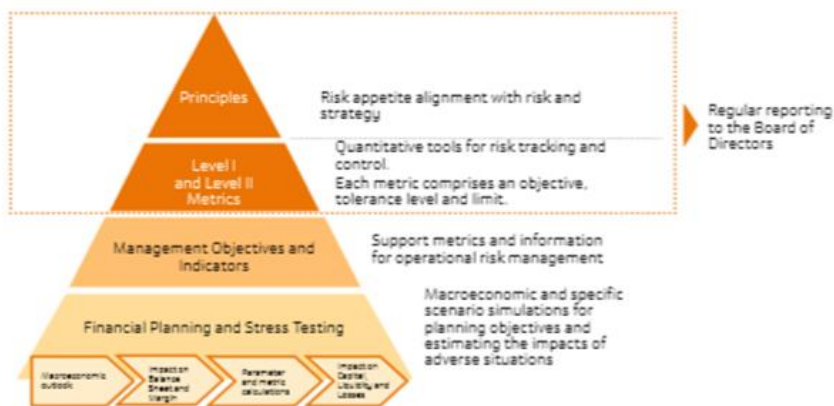 Principles
Risk appetite alignment with risk and
strategy
Regular reporting
to the Board of
Directors
Level I
and Level II
Metrics
Quantitative tools for risk tracking and
control.
Each metric comprises an objective,
tolerance level and limit.
Management Objectives and
Indicators
Support metrics and information
for operational risk management
Financial Planning and Stress Testing
Macroeconomic and specific
scenario simulations for
planning objectives and
estimating the impacts of
adverse situations
Macroeconomic
outlook
Impact on
Balance
Sheet and
Margin
Parameter
and metric
calculations
Impact on
Capital,
Liquidity and
Losses